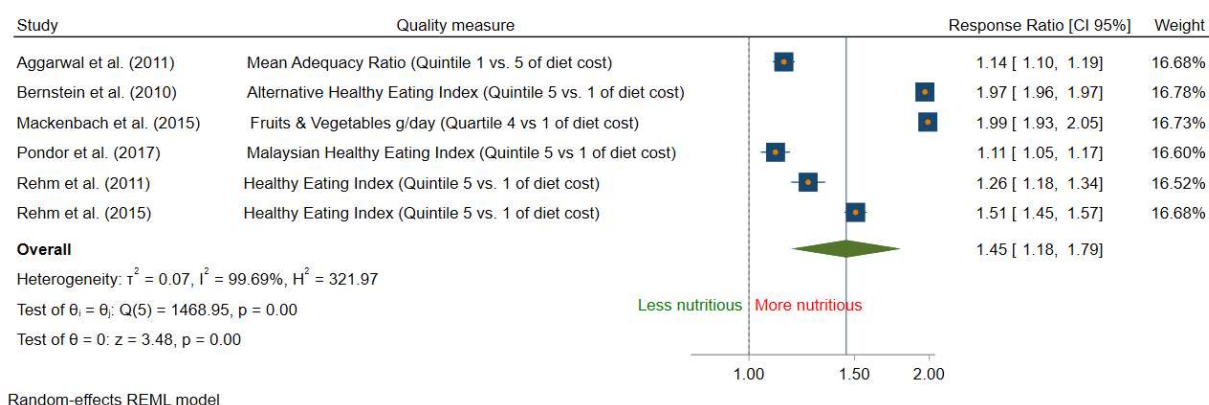 Study Quality measure Response Ratio [CI 95%] Weight
Aggarwal et al. (2011) Mean Adequacy Ratio (Quintile 1 vs. 5 of diet cost) 1.14 [ 1.10, 1.19] 16.68%
Bernstein et al. (2010) Alternative Healthy Eating Index (Quintile 5 vs. 1 of diet cost) 1.97 [ 1.96, 1.97] 16.78%
Mackenbach et al. (2015) Fruits & Vegetables g/day (Quartile 4 vs 1 of diet cost) 1.99 [ 1.93, 2.05] 16.73%
Pondor et al. (2017) Malaysian Healthy Eating Index (Quintile 5 vs 1 of diet cost) 1.11 [ 1.05, 1.17] 16.60%
Rehm et al. (2011) Healthy Eating Index (Quintile 5 vs. 1 of diet cost) 1.26 [ 1.18, 1.34] 16.52%
Rehm et al. (2015) Healthy Eating Index (Quintile 5 vs. 1 of diet cost) 1.51 [ 1.45, 1.57] 16.68%
Overall 1.45 [ 1.18, 1.79]
Heterogeneity: τ² = 0.07, I² = 99.69%, H² = 321.97
Test of θᵢ = θⱼ: Q(5) = 1468.95, p = 0.00
Less nutritious More nutritious
Test of θ = 0: z = 3.48, p = 0.00
1.00 1.50 2.00
Random-effects REML model